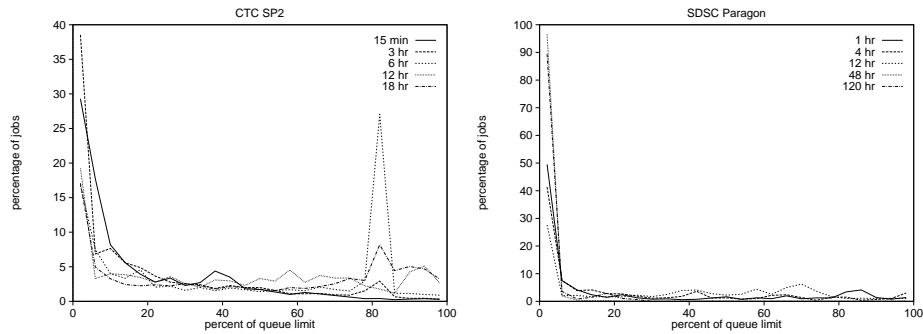 CTC SP2
40
35
30
25
20
15
10
5
0
percentage of jobs
15 min
3 hr
6 hr
12 hr
18 hr
0
20
40
60
80
100
percent of queue limit
SDSC Paragon
100
90
80
70
60
50
40
30
20
10
0
percentage of jobs
1 hr
4 hr
12 hr
48 hr
120 hr
0
20
40
60
80
100
percent of queue limit